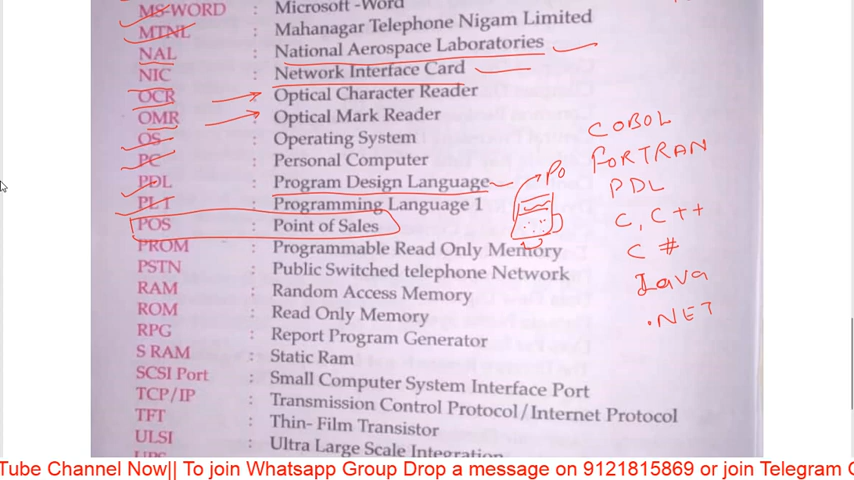 MS-WORD : Microsoft -Word
MTNL : Mahanagar Telephone Nigam Limited
NAL : National Aerospace Laboratories
NIC : Network Interface Card
OCR : Optical Character Reader
OMR : Optical Mark Reader
OS : Operating System
PC : Personal Computer
PDL : Program Design Language
PL1 : Programming Language 1
POS : Point of Sales
PROM : Programmable Read Only Memory
PSTN : Public Switched telephone Network
RAM : Random Access Memory
ROM : Read Only Memory
RPG : Report Program Generator
S RAM : Static Ram
SCSI Port : Small Computer System Interface Port
TCP/IP : Transmission Control Protocol/Internet Protocol
TFT : Thin- Film Transistor
ULSI : Ultra Large Scale Integration
Po
COBOL
FORTRAN
PDL
C, C++
C #
Java
.NET
Tube Channel Now|| To join Whatsapp Group Drop a message on 9121815869 or join Telegram